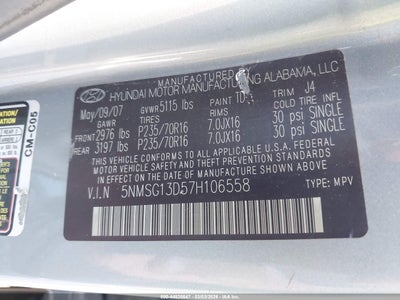 MANUFACTURED BY
HYUNDAI MOTOR MANUFACTURING ALABAMA, LLC
May/09/07 GVWR 5115 lbs PAINT TRIM J4
GAWR TIRES RIMS COLD TIRE INFLATION
FRONT 2976 lbs P235/70R16 7.0JX16 30 psi SINGLE
REAR 3197 lbs P235/70R16 7.0JX16 30 psi SINGLE
THIS VEHICLE CONFORMS TO ALL APPLICABLE FEDERAL MOTOR
VEHICLE SAFETY AND THEFT PREVENTION STANDARDS IN EFFECT
ON THE DATE OF MANUFACTURE SHOWN ABOVE.
V.I.N 5NMSG13D57H106558 TYPE: MPV
CM-C05